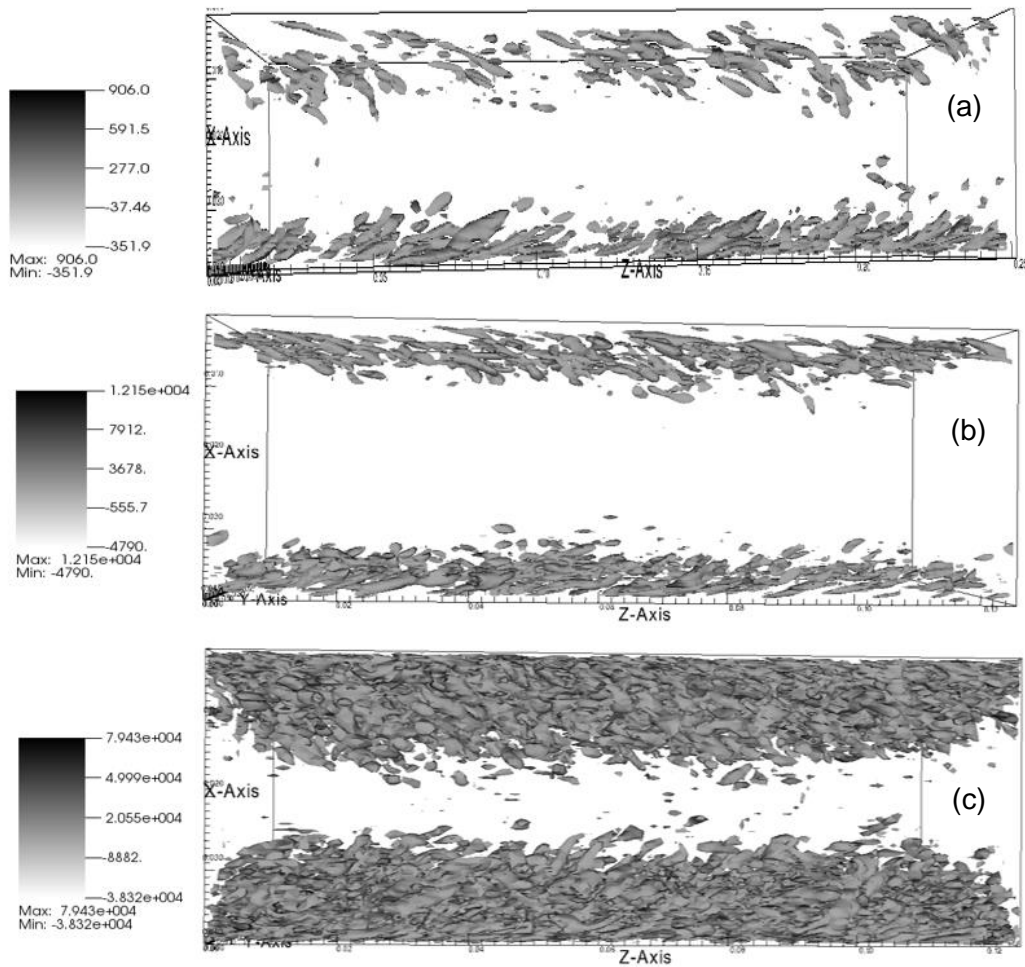 906.0
591.5
277.0
-37.46
-351.9
Max: 906.0
Min: -351.9
X-Axis
Z-Axis
(a)
1.215e+004
7912.
3678.
-555.7
-4790.
Max: 1.215e+004
Min: -4790.
X-Axis
Y-Axis
0.02
0.04
0.10
Z-Axis
(b)
7.943e+004
4.999e+004
2.055e+004
-8882.
-3.832e+004
Max: 7.943e+004
Min: -3.832e+004
X-Axis
Y-Axis
0.02
0.04
0.10
0.12
Z-Axis
(c)